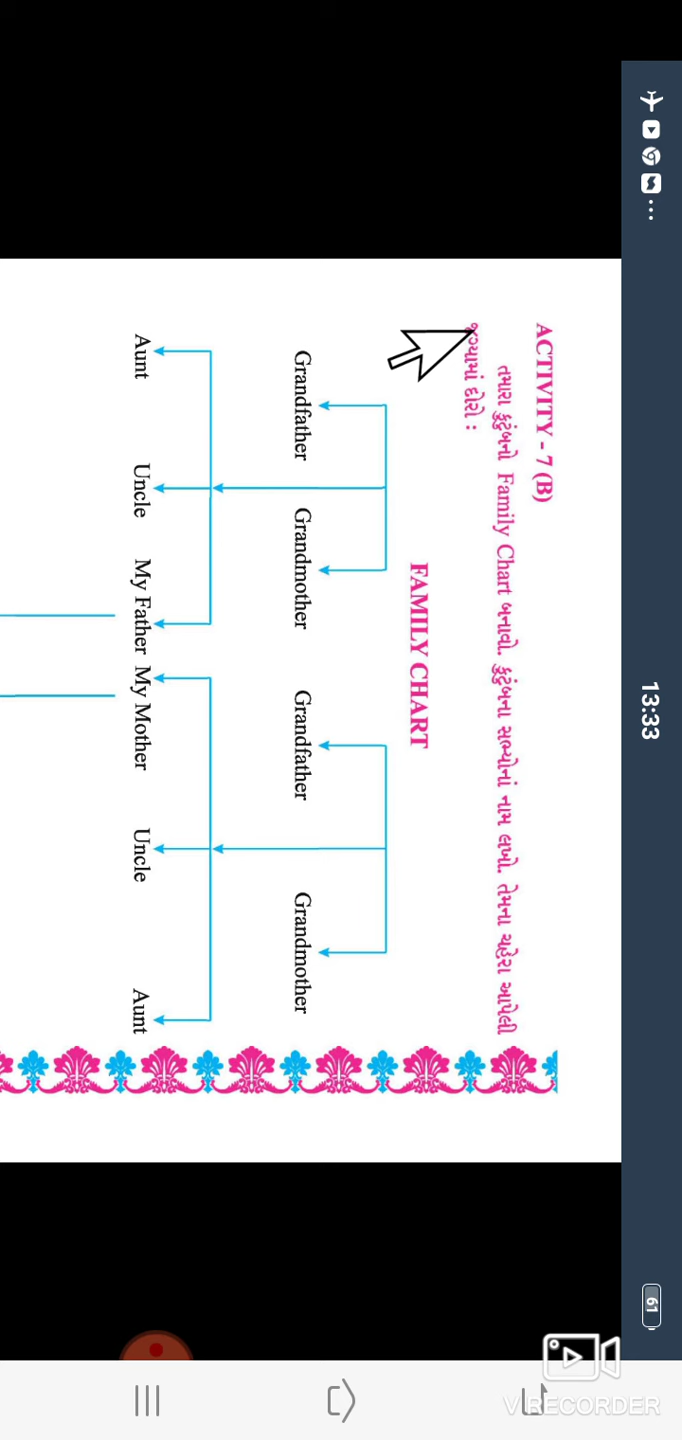 13:33
61
ACTIVITY - 7 (B)
તમારા કુટુંબનો Family Chart બનાવો. કુટુંબના સભ્યોનાં નામ લખો. તેમના ચહેરા આપેલી
જગ્યામાં દોરો :
FAMILY CHART
Grandfather Grandmother Grandfather Grandmother
Aunt Uncle My Father My Mother Uncle Aunt
V RECORDER